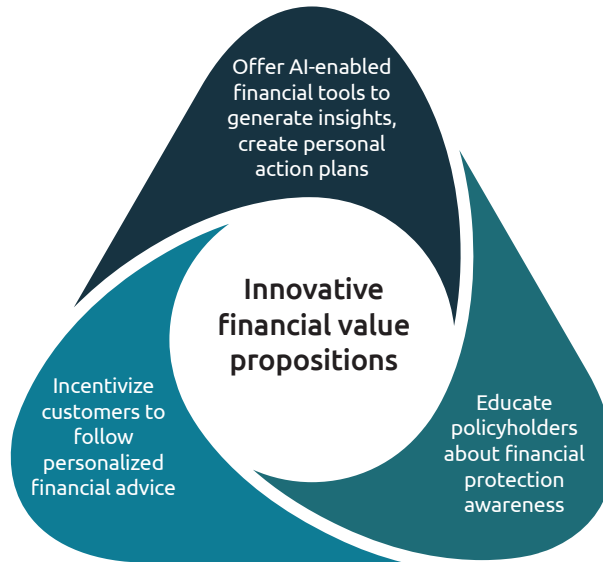 Offer AI-enabled
financial tools to
generate insights,
create personal
action plans
Innovative
financial value
propositions
Incentivize
customers to
follow
personalized
financial advice
Educate
policyholders
about financial
protection
awareness